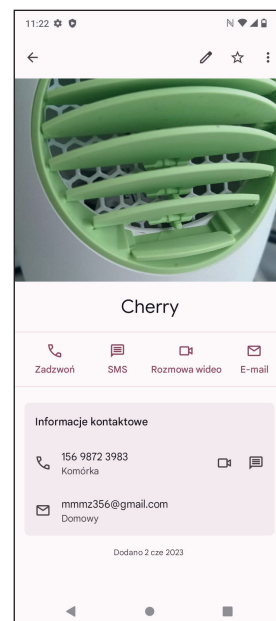 11:22
Cherry
Zadzwoń SMS Rozmowa wideo E-mail
Informacje kontaktowe
156 9872 3983
Komórka
mmmz356@gmail.com
Domowy
Dodano 2 cze 2023